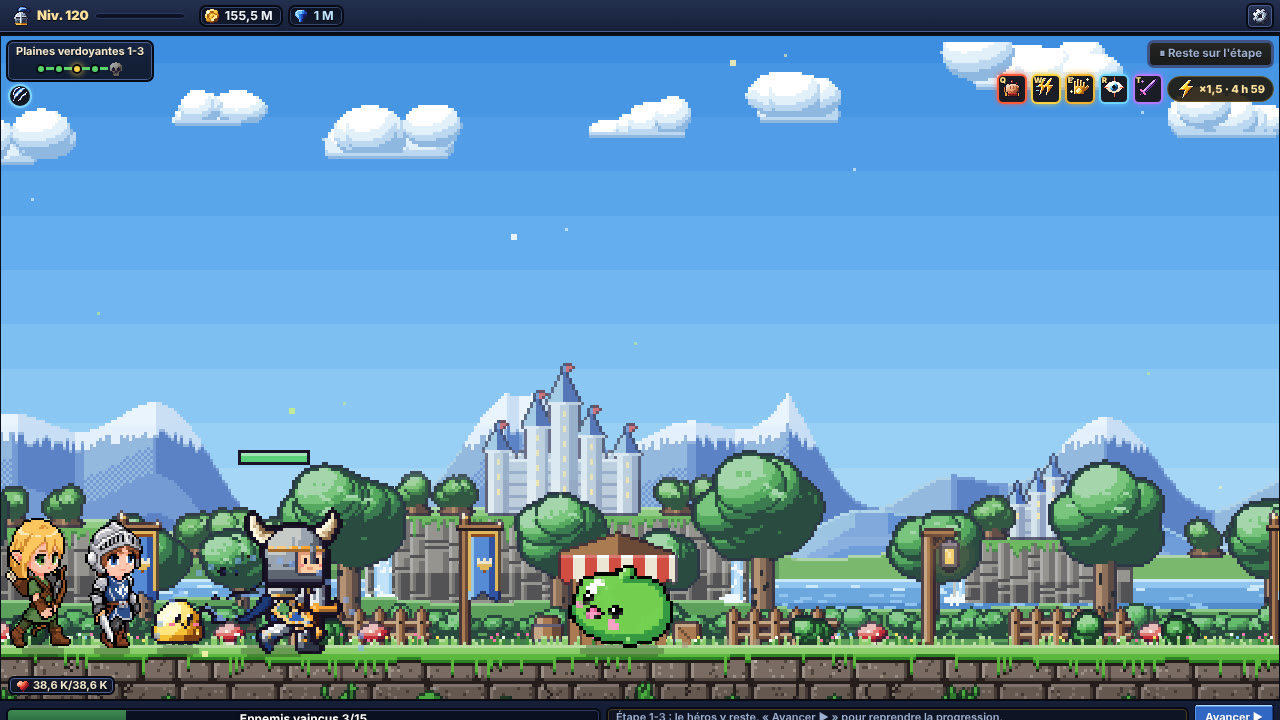 Niv. 120
155,5 M
1 M
Plaines verdoyantes 1-3
Reste sur l'étape
Q
W
E
R
T
×1,5 · 4 h 59
38,6 K/38,6 K
Ennemis vaincus 3/15
Étape 1-3 : le héros y reste. « Avancer ▶ » pour reprendre la progression.
Avancer ▶